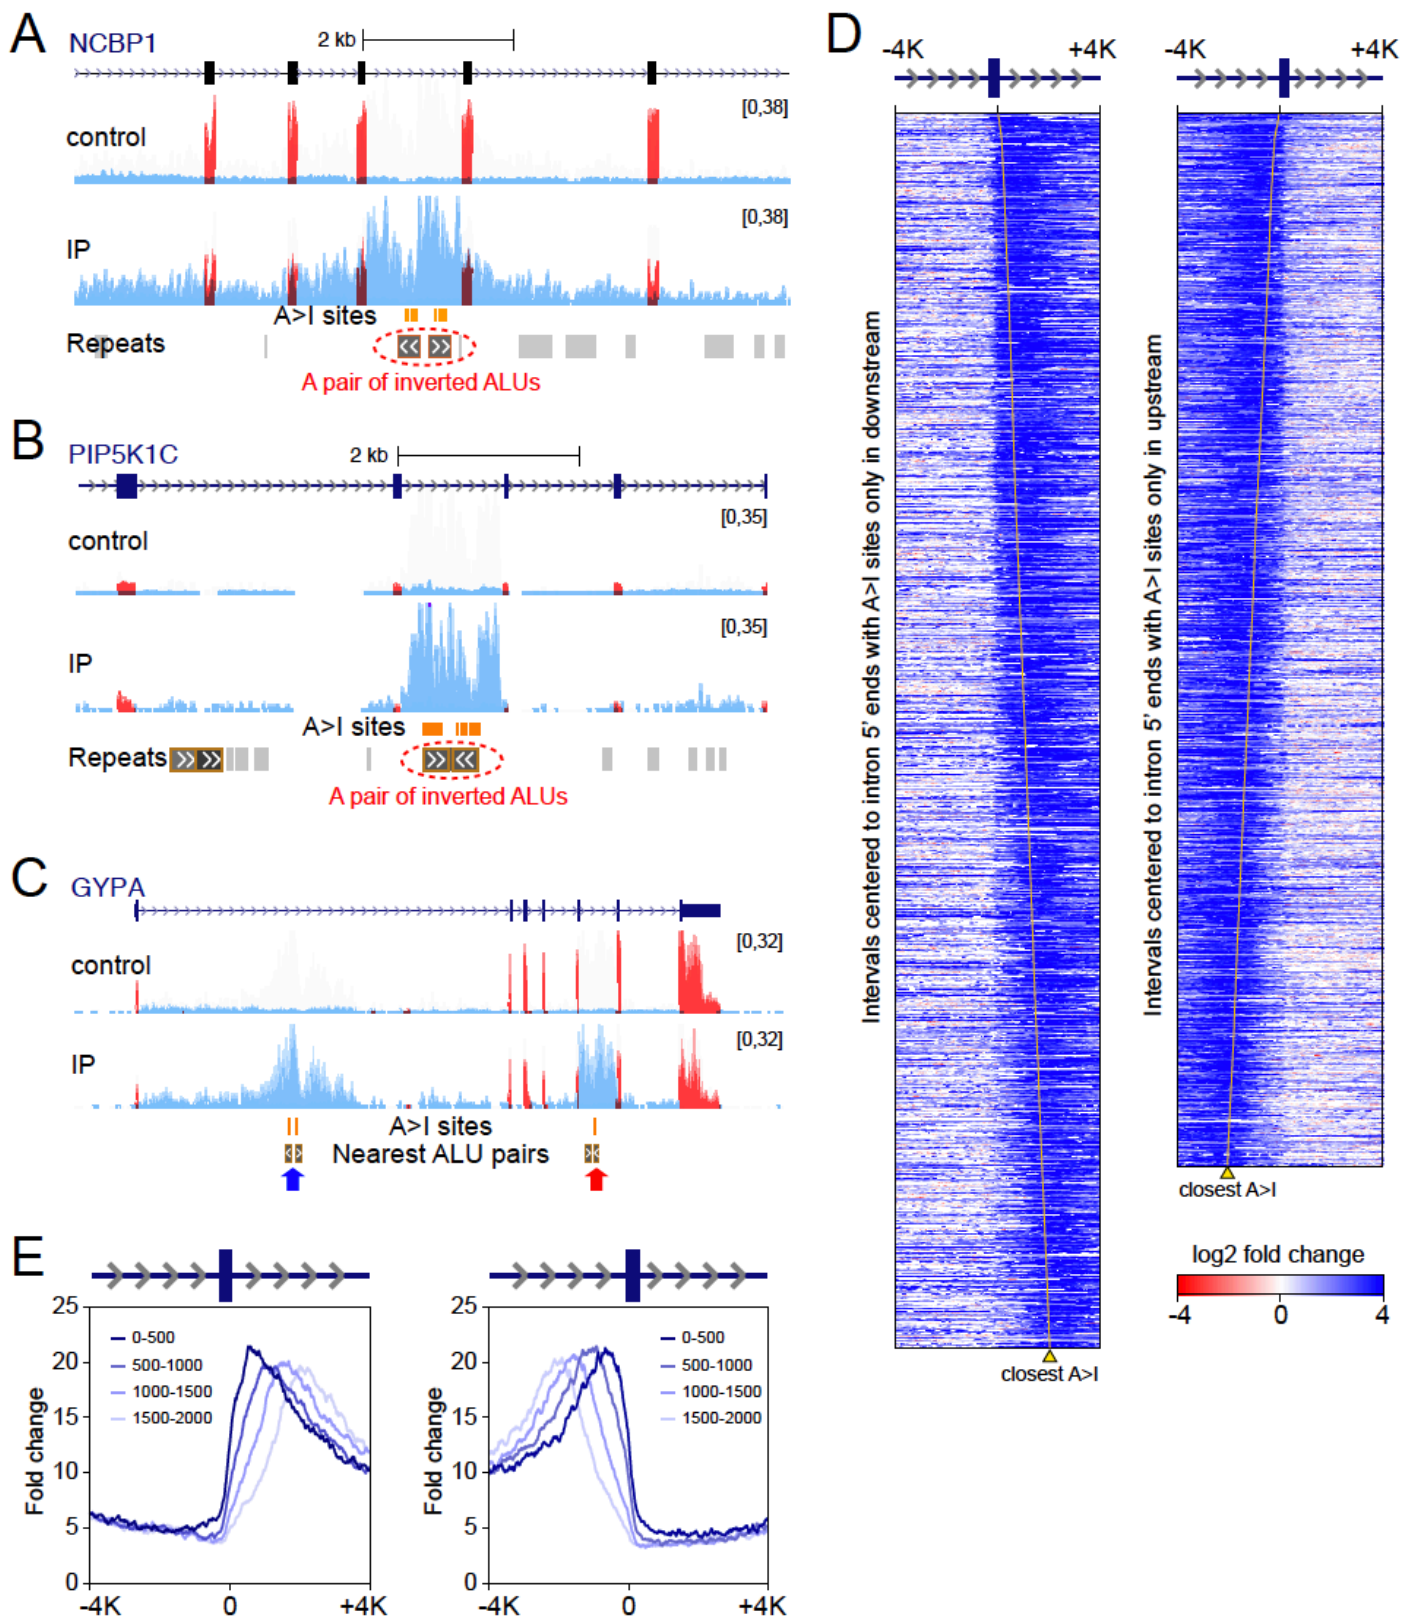 A
NCBP1
2 kb
control
[0,38]
IP
[0,38]
A>I sites
Repeats
A pair of inverted ALUs
B
PIP5K1C
2 kb
control
[0,35]
IP
[0,35]
A>I sites
Repeats
A pair of inverted ALUs
C
GYPA
control
[0,32]
IP
[0,32]
A>I sites
Nearest ALU pairs
D
-4K +4K
-4K +4K
Intervals centered to intron 5' ends with A>I sites only in downstream
Intervals centered to intron 5' ends with A>I sites only in upstream
closest A>I
closest A>I
log2 fold change
-4 0 4
E
Fold change
25
20
15
10
5
0
0-500
500-1000
1000-1500
1500-2000
-4K 0 +4K
Fold change
25
20
15
10
5
0
0-500
500-1000
1000-1500
1500-2000
-4K 0 +4K